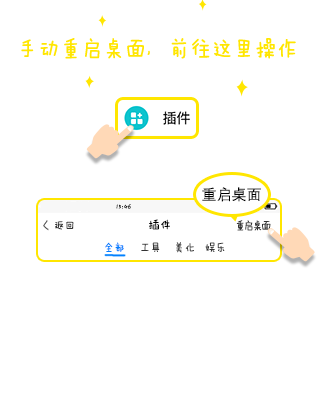 手动重启桌面，前往这里操作
插件
重启桌面
15:46
返回 插件 重启桌面
全部 工具 美化 娱乐